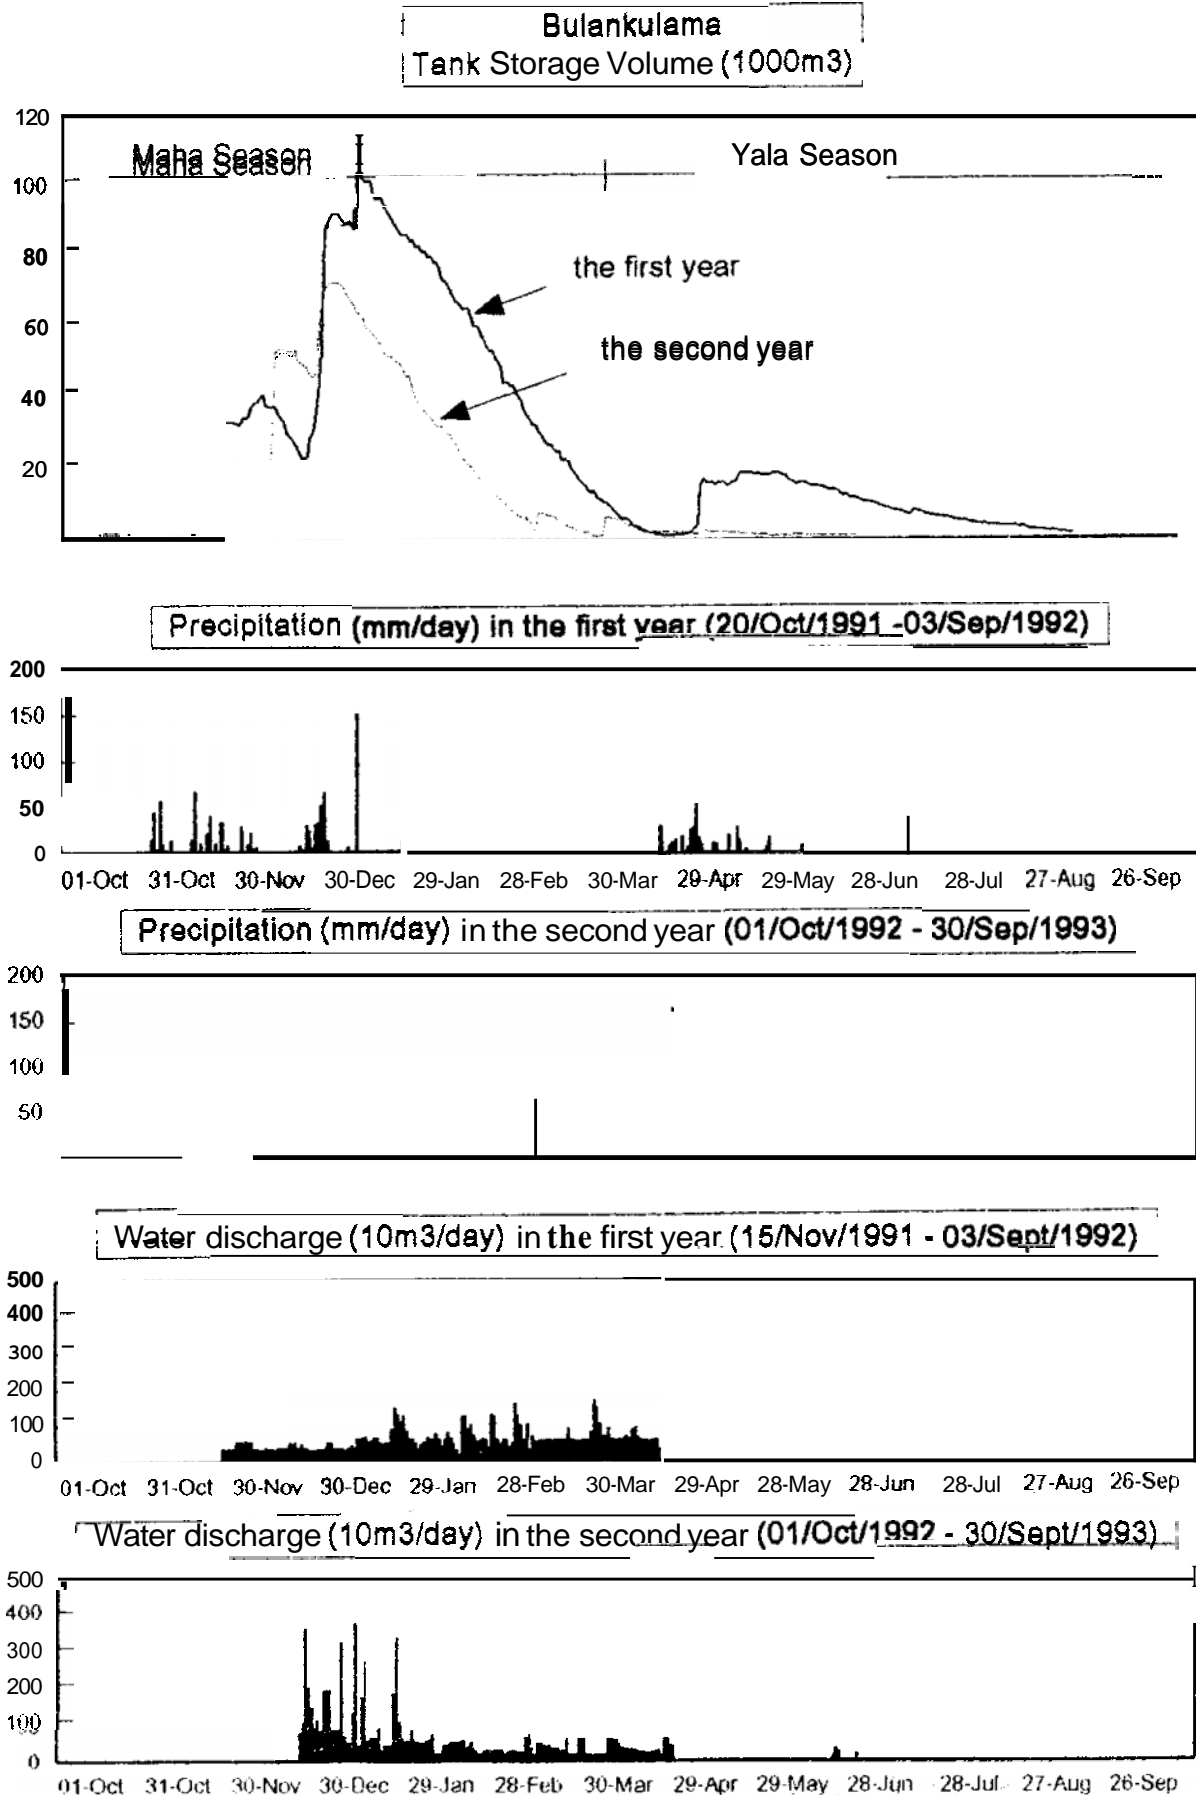 Bulankulama
Tank Storage Volume (1000m3)
120
Maha Season
Maha Season
Yala Season
100
80
the first year
60
the second year
40
20
Precipitation (mm/day) in the first year (20/Oct/1991 -03/Sep/1992)
200
150
100
50
0
01-Oct 31-Oct 30-Nov 30-Dec 29-Jan 28-Feb 30-Mar 29-Apr 29-May 28-Jun 28-Jul 27-Aug 26-Sep
Precipitation (mm/day) in the second year (01/Oct/1992 - 30/Sep/1993)
200
150
100
50
Water discharge (10m3/day) in the first year (15/Nov/1991 - 03/Sept/1992)
500
400
300
200
100
0
01-Oct 31-Oct 30-Nov 30-Dec 29-Jan 28-Feb 30-Mar 29-Apr 28-May 28-Jun 28-Jul 27-Aug 26-Sep
Water discharge (10m3/day) in the second year (01/Oct/1992 - 30/Sept/1993)
500
400
300
200
100
0
01-Oct 31-Oct 30-Nov 30-Dec 29-Jan 28-Feb 30-Mar 29-Apr 29-May 28-Jun 28-Jul 27-Aug 26-Sep